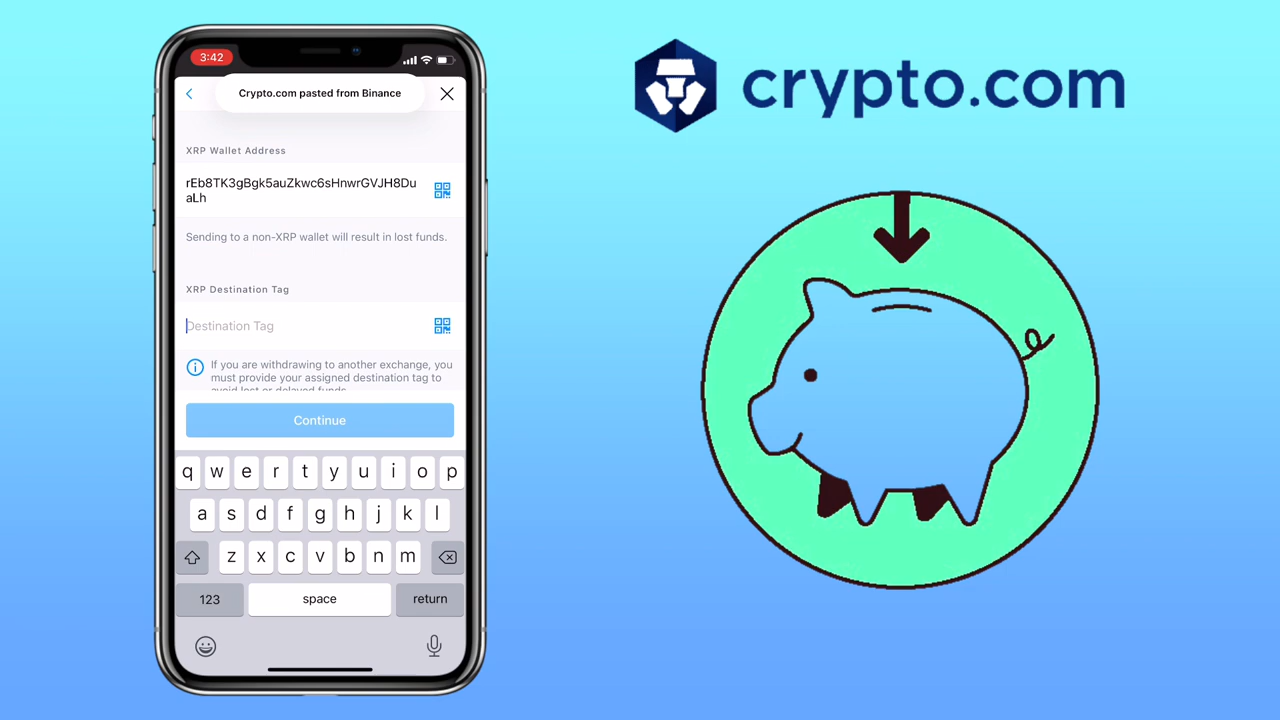 3:42
Crypto.com pasted from Binance
XRP Wallet Address
rEb8TK3gBgk5auZkwc6sHnwrGVJH8Du
aLh
Sending to a non-XRP wallet will result in lost funds.
XRP Destination Tag
Destination Tag
If you are withdrawing to another exchange, you
must provide your assigned destination tag to
avoid lost or delayed funds
Continue
q w e r t y u i o p
a s d f g h j k l
z x c v b n m
123 space return
crypto.com